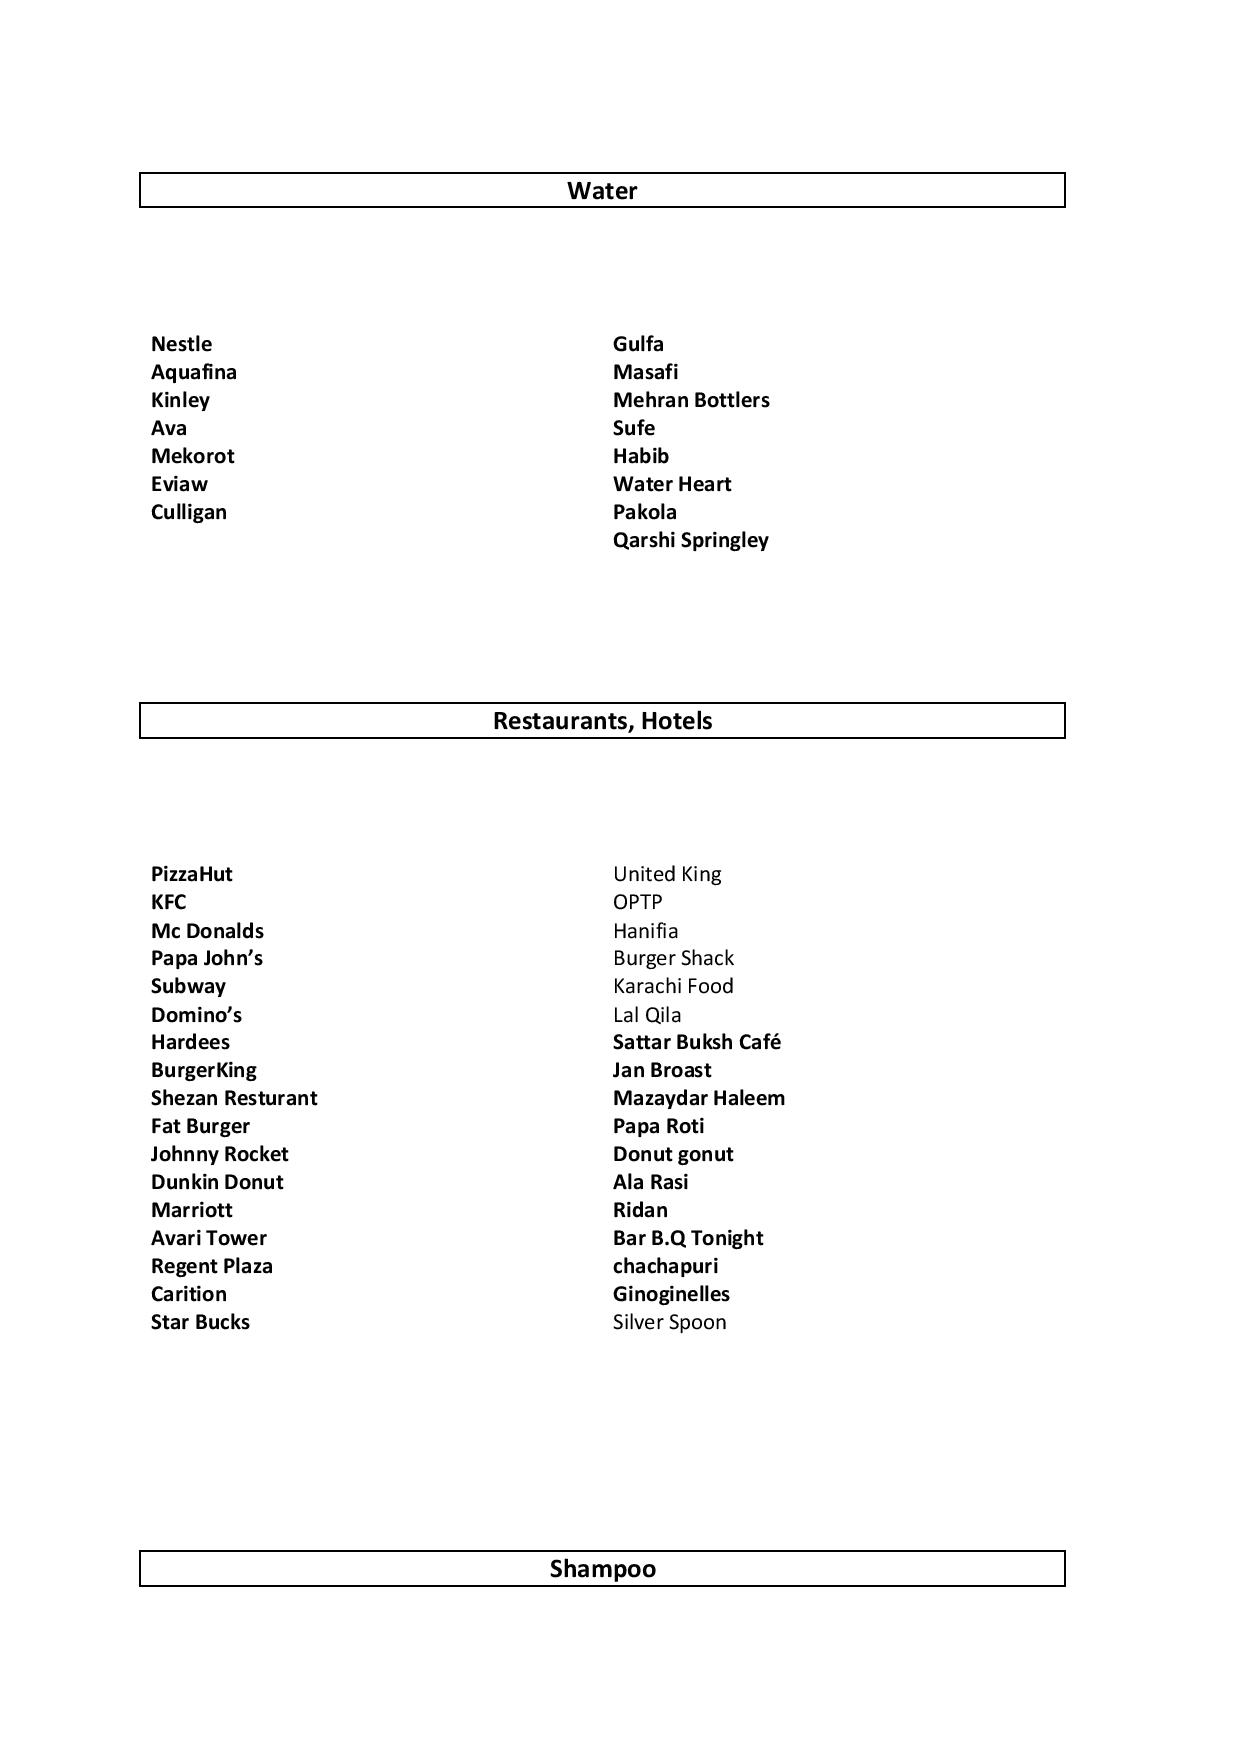 Water
Nestle
Aquafina
Kinley
Ava
Mekorot
Eviaw
Culligan
Gulfa
Masafi
Mehran Bottlers
Sufe
Habib
Water Heart
Pakola
Qarshi Springley
Restaurants, Hotels
PizzaHut
KFC
Mc Donalds
Papa John’s
Subway
Domino’s
Hardees
BurgerKing
Shezan Resturant
Fat Burger
Johnny Rocket
Dunkin Donut
Marriott
Avari Tower
Regent Plaza
Carition
Star Bucks
United King
OPTP
Hanifia
Burger Shack
Karachi Food
Lal Qila
Sattar Buksh Café
Jan Broast
Mazaydar Haleem
Papa Roti
Donut gonut
Ala Rasi
Ridan
Bar B.Q Tonight
chachapuri
Ginoginelles
Silver Spoon
Shampoo